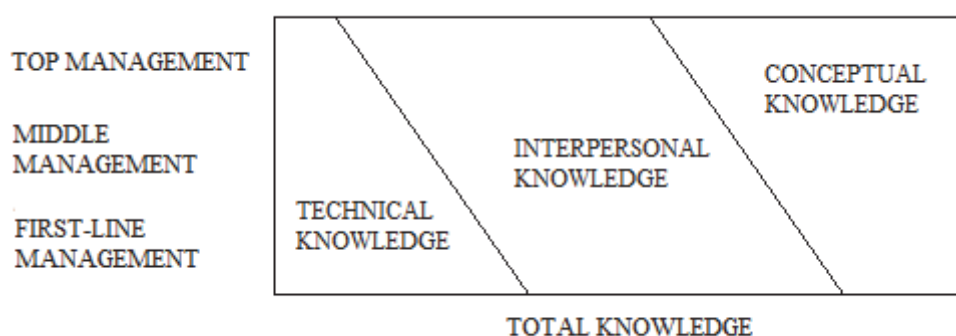 TOP MANAGEMENT
MIDDLE
MANAGEMENT
FIRST-LINE
MANAGEMENT
TECHNICAL
KNOWLEDGE
INTERPERSONAL
KNOWLEDGE
CONCEPTUAL
KNOWLEDGE
TOTAL KNOWLEDGE